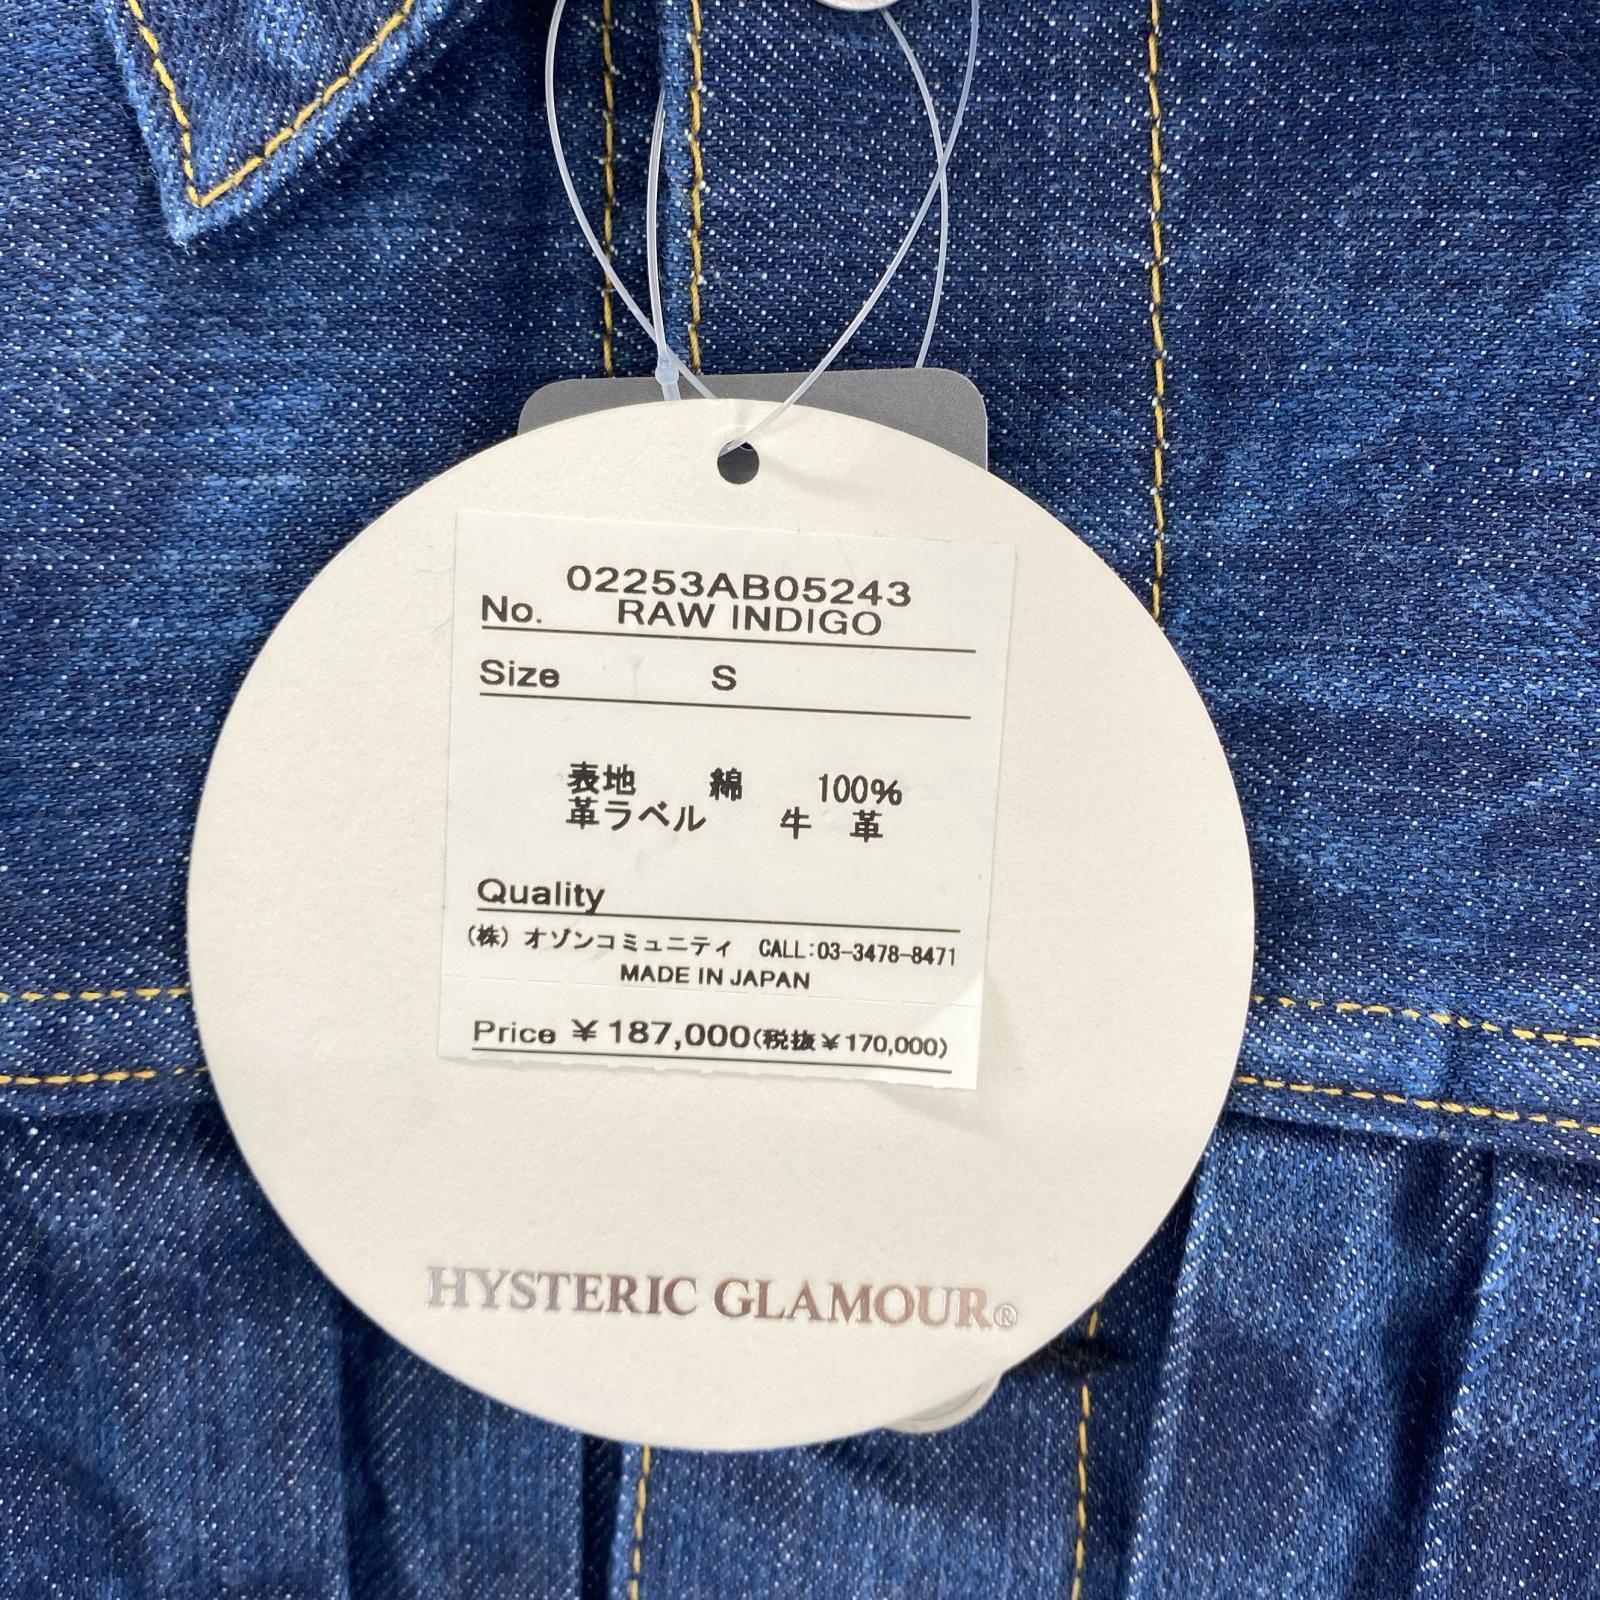 02253AB05243
No. RAW INDIGO
Size S
表地 綿 100%
革ラベル 牛 革
Quality
(株) オゾンコミュニティ CALL:03-3478-8471
MADE IN JAPAN
Price ¥187,000(税抜¥170,000)
HYSTERIC GLAMOUR®